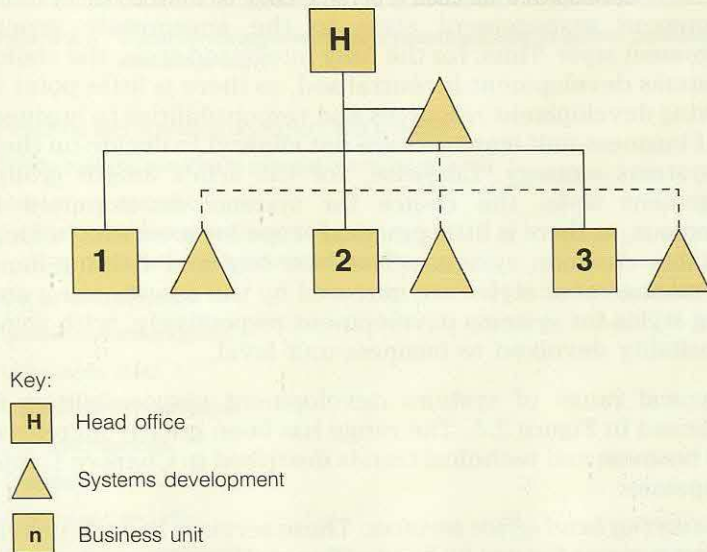 H
1
2
3
Key:
H Head office
Systems development
n Business unit